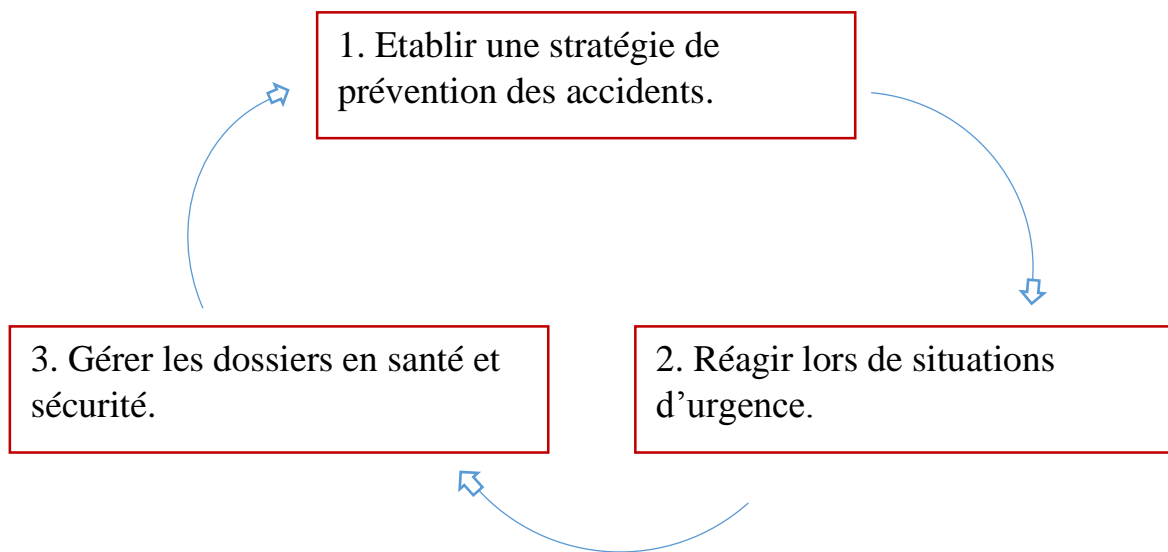 1. Etablir une stratégie de
prévention des accidents.
2. Réagir lors de situations
d’urgence.
3. Gérer les dossiers en santé et
sécurité.